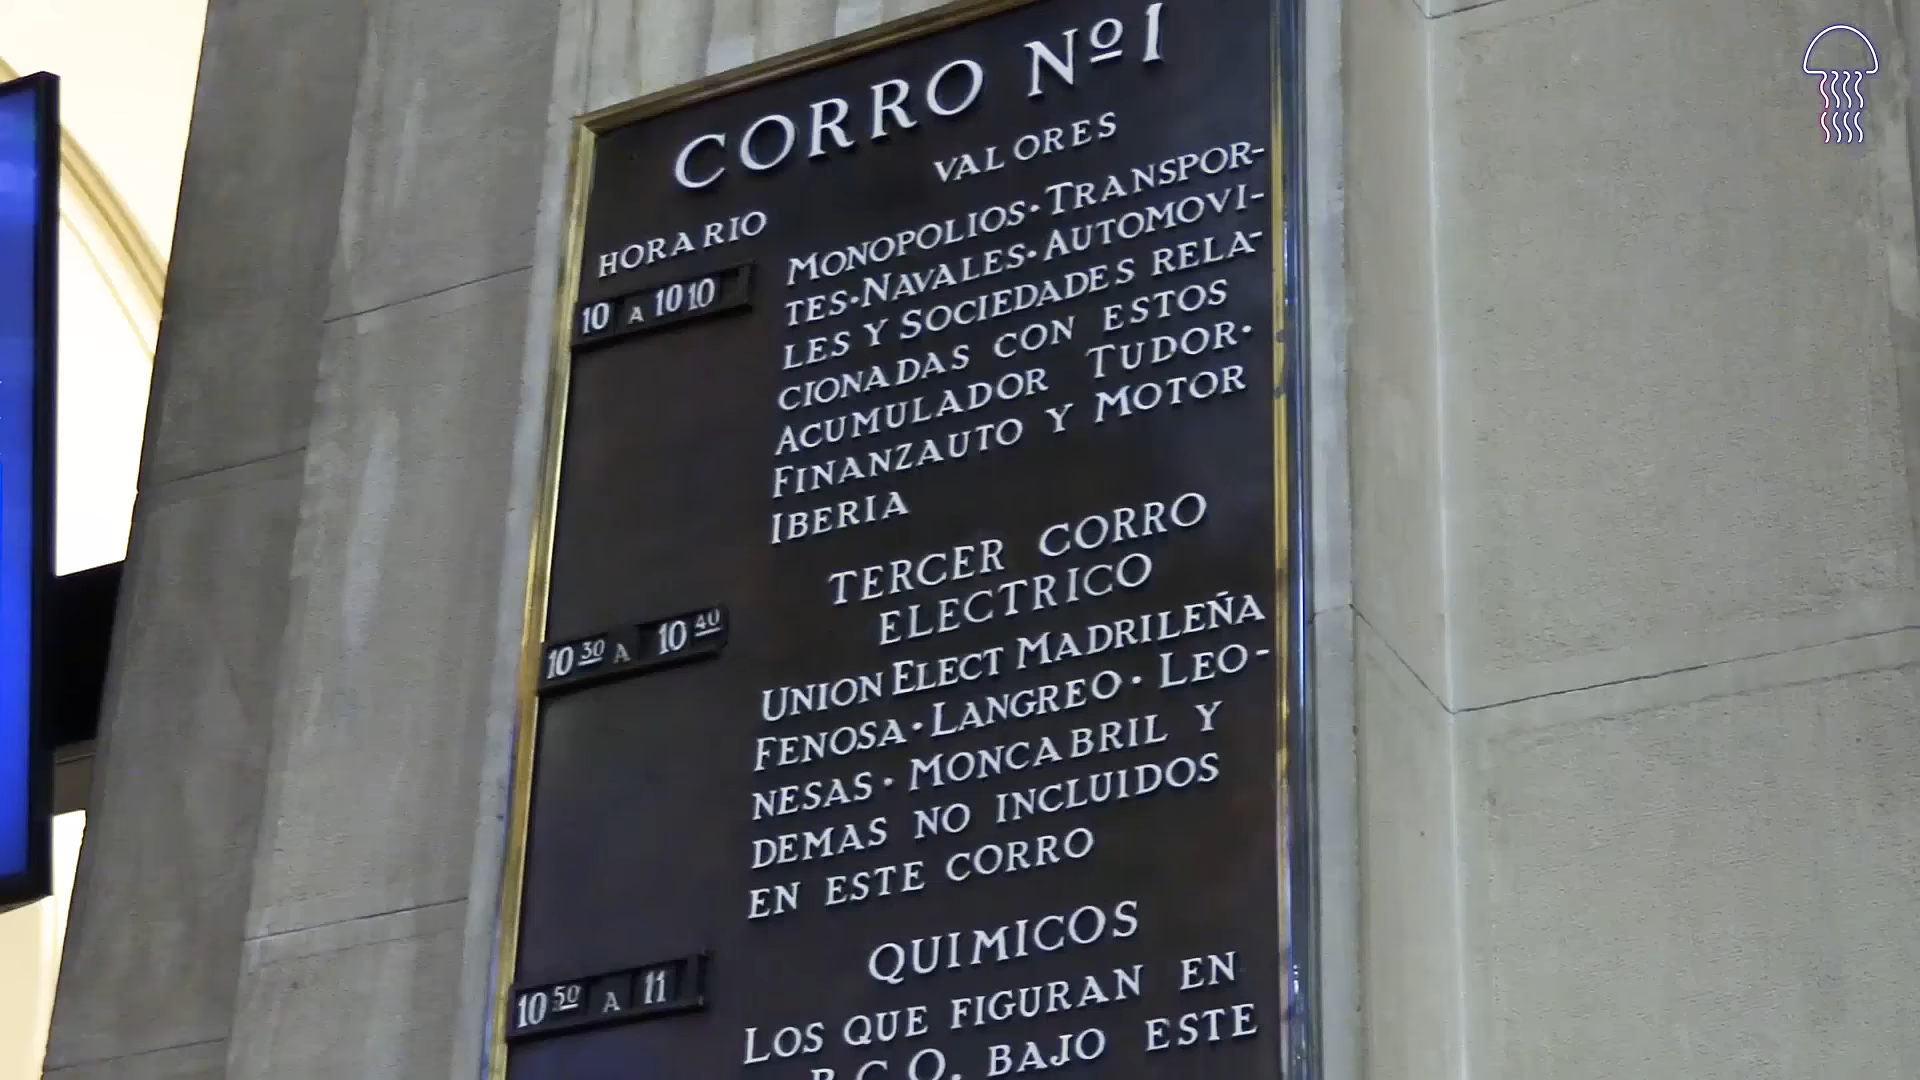 CORRO Nº 1
HORARIO
VALORES
10 A 10 10
MONOPOLIOS·TRANSPOR-
TES·NAVALES·AUTOMOVI-
LES Y SOCIEDADES RELA-
CIONADAS CON ESTOS
ACUMULADOR TUDOR·
FINANZAUTO Y MOTOR
IBERIA
TERCER CORRO
ELECTRICO
10 30 A 10 40
UNION ELECT MADRILEÑA
FENOSA·LANGREO·LEO-
NESAS·MONCABRIL Y
DEMAS NO INCLUIDOS
EN ESTE CORRO
QUIMICOS
10 50 A 11
LOS QUE FIGURAN EN
BAJO ESTE